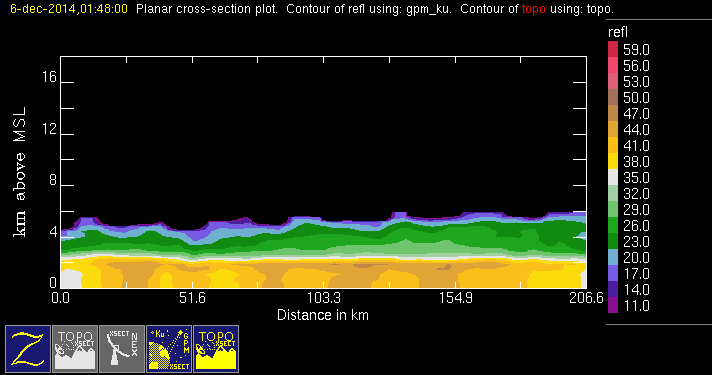 6-dec-2014,01:48:00 Planar cross-section plot. Contour of refl using: gpm_ku. Contour of topo using: topo.
refl
59.0
56.0
53.0
50.0
47.0
44.0
41.0
38.0
35.0
32.0
29.0
26.0
23.0
20.0
17.0
14.0
11.0
km above MSL
16
12
8
4
0
0.0 51.6 103.3 154.9 206.6
Distance in km
Z
TOPO XSECT
XSECT
Ku GPM XSECT
TOPO XSECT